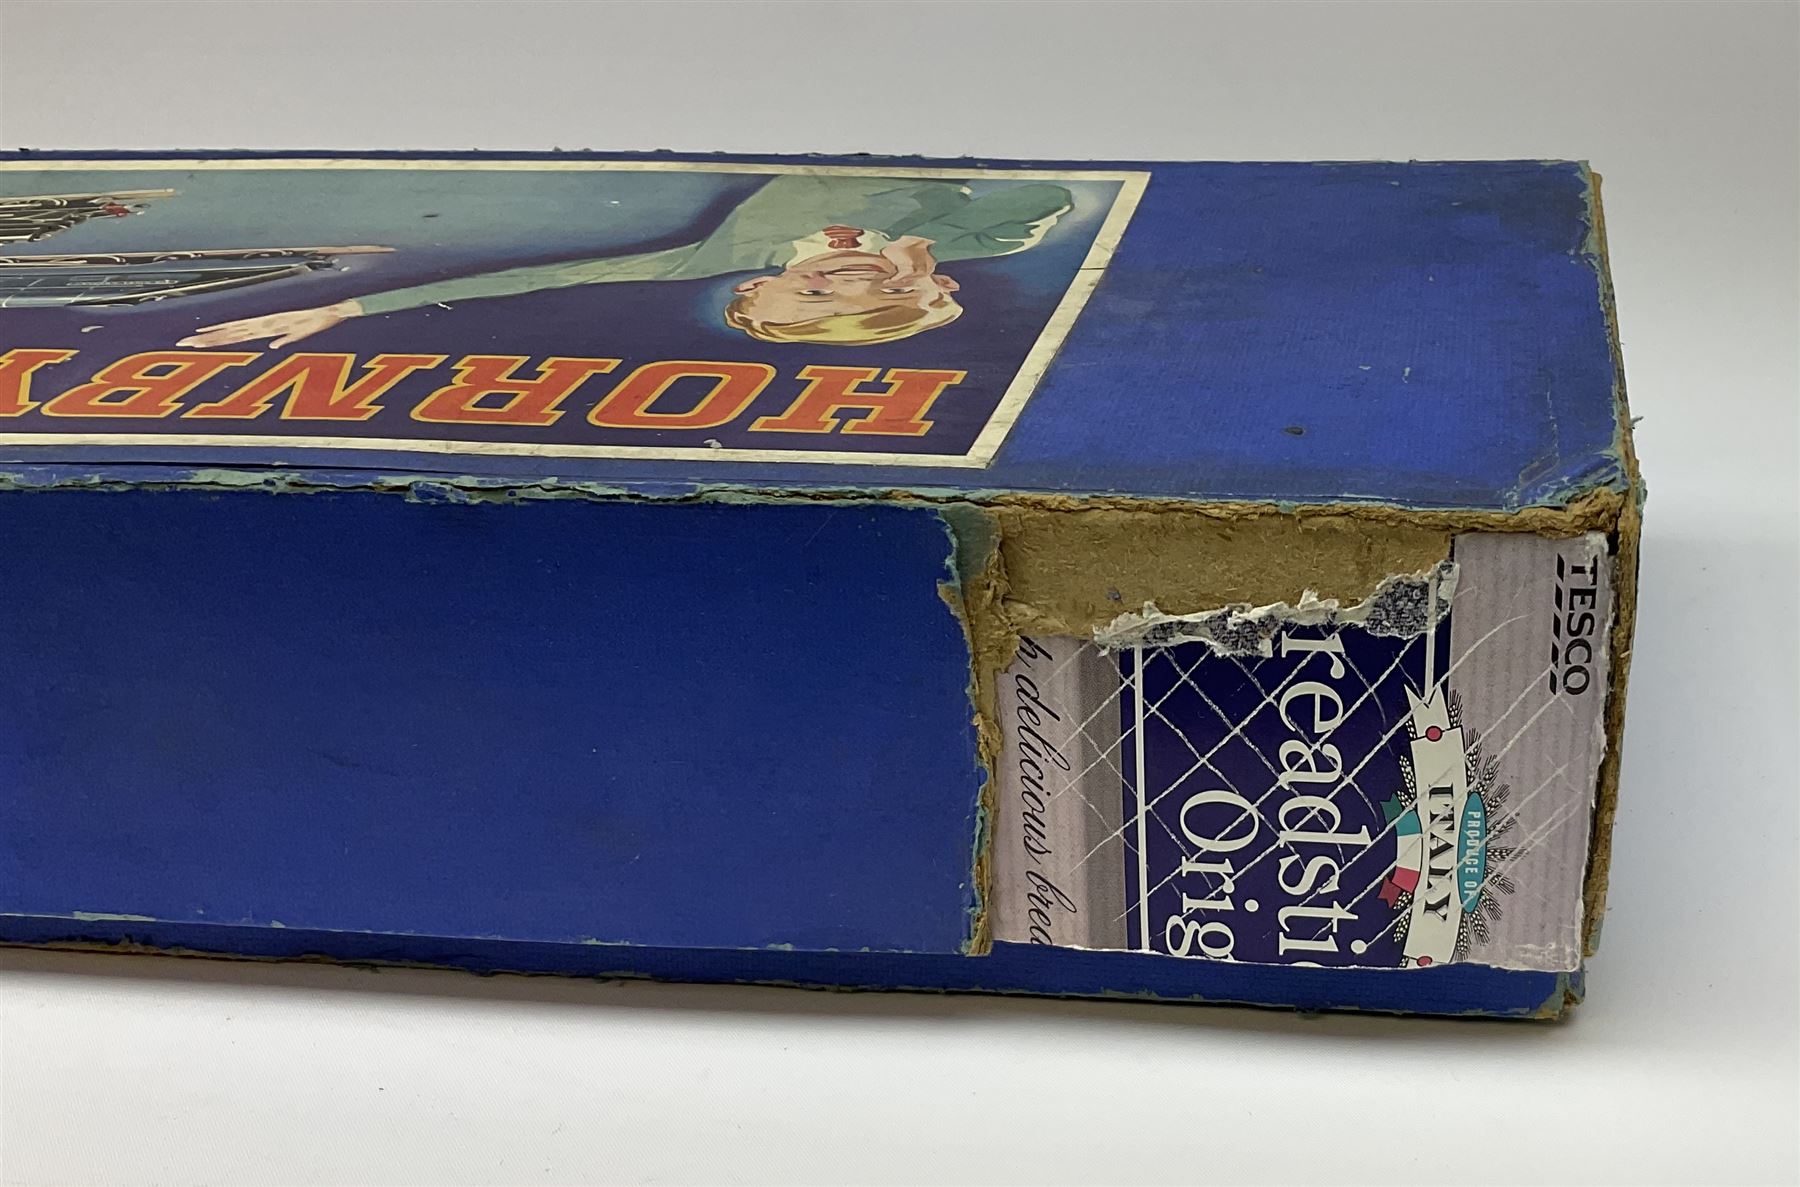 HORNBY
TESCO
PRODUCE OF
ITALY
readsti
Orig
h delicious brea